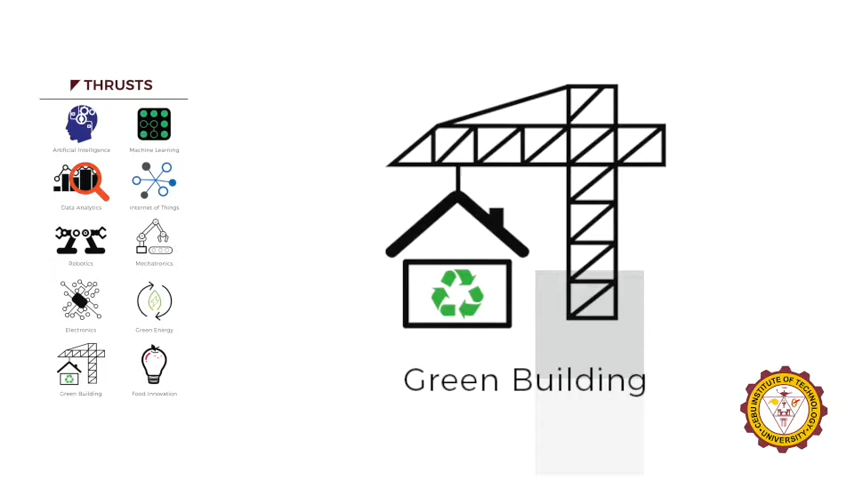 THRUSTS
Artificial Intelligence
Machine Learning
Data Analytics
Internet of Things
Robotics
Mechatronics
Electronics
Green Energy
Green Building
Food Innovation
Green Building
CEBU INSTITUTE OF TECHNOLOGY
UNIVERSITY